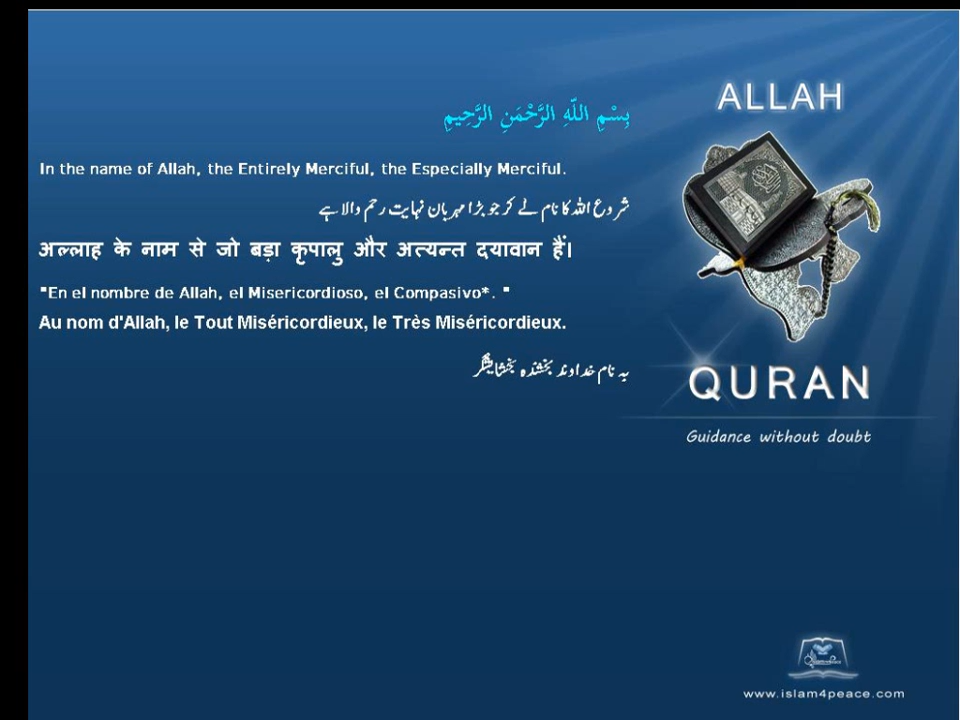 بِسْمِ اللَّهِ الرَّحْمَنِ الرَّحِيمِ
In the name of Allah, the Entirely Merciful, the Especially Merciful.
شروع اللہ کا نام لے کر جو بڑا مہربان نہایت رحم والا ہے
अल्लाह के नाम से जो बड़ा कृपालु और अत्यन्त दयावान हैं।
"En el nombre de Allah, el Misericordioso, el Compasivo*. "
Au nom d'Allah, le Tout Miséricordieux, le Très Miséricordieux.
به نام خداوند بخشنده بخشایشگر
ALLAH
QURAN
Guidance without doubt
www.islam4peace.com